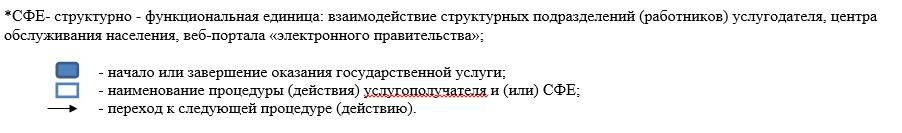 *СФЕ- структурно - функциональная единица: взаимодействие структурных подразделений (работников) услугодателя, центра
обслуживания населения, веб-портала «электронного правительства»;
- начало или завершение оказания государственной услуги;
- наименование процедуры (действия) услугополучателя и (или) СФЕ;
- переход к следующей процедуре (действию).